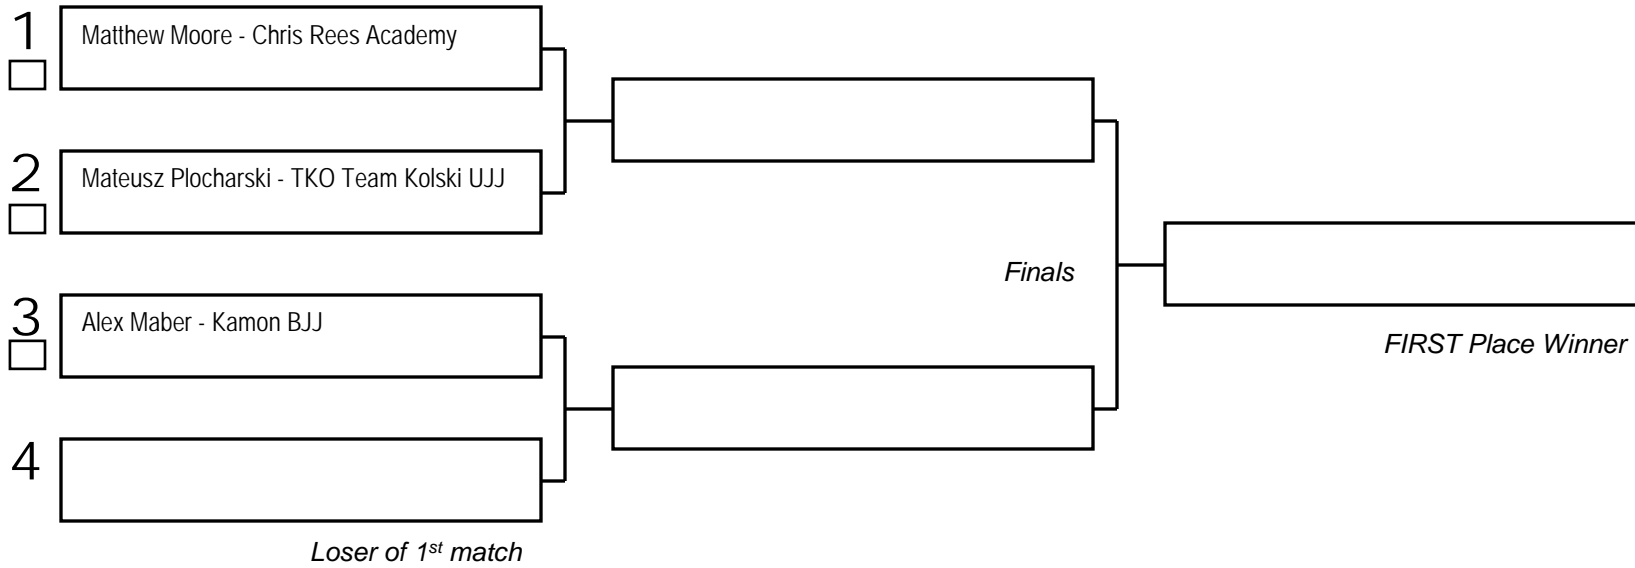 1
Matthew Moore - Chris Rees Academy
2
Mateusz Plocharski - TKO Team Kolski UJJ
Finals
3
Alex Maber - Kamon BJJ
FIRST Place Winner
4
Loser of 1st match